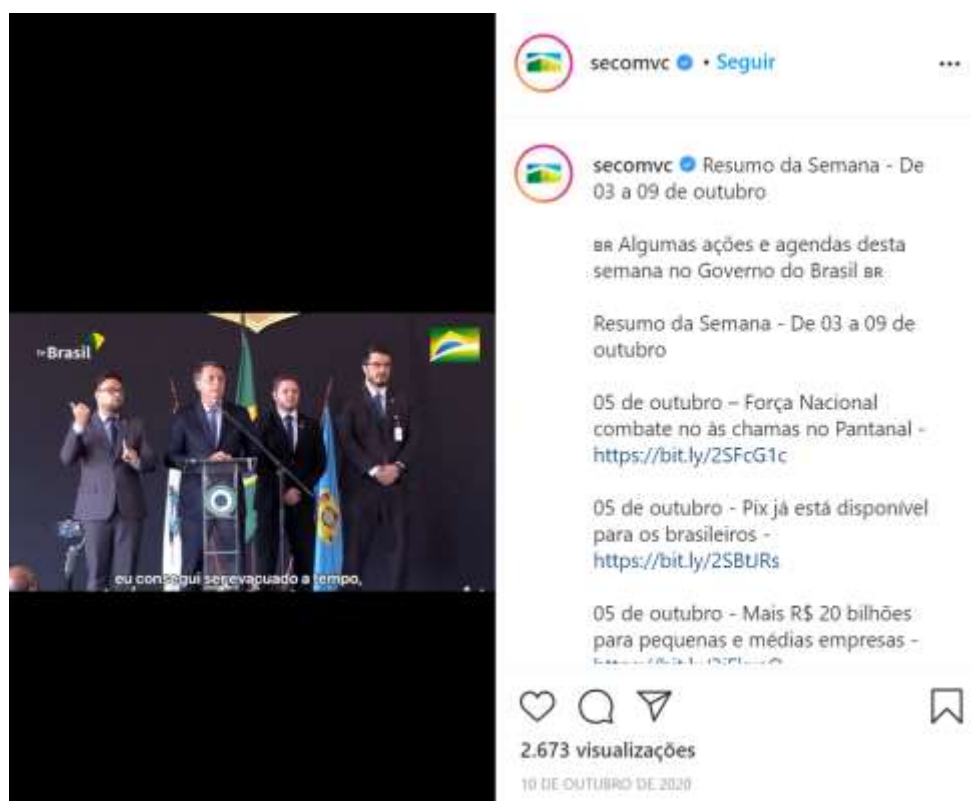 secomvc • Seguir
secomvc Resumo da Semana - De
03 a 09 de outubro
BR Algumas ações e agendas desta
semana no Governo do Brasil BR
Resumo da Semana - De 03 a 09 de
outubro
05 de outubro – Força Nacional
combate no às chamas no Pantanal -
https://bit.ly/2SFcG1c
05 de outubro - Pix já está disponível
para os brasileiros -
https://bit.ly/2SBtJRs
05 de outubro - Mais R$ 20 bilhões
para pequenas e médias empresas -
2.673 visualizações
10 DE OUTUBRO DE 2020
Brasil
eu consegui ser evacuado a tempo,